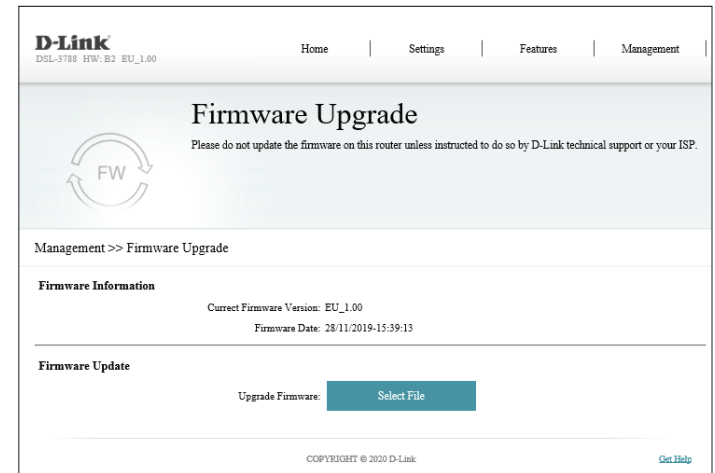 D-Link
DSL-3788 HW: B2 EU_1.00
Home | Settings | Features | Management |
Firmware Upgrade
Please do not update the firmware on this router unless instructed to do so by D-Link technical support or your ISP.
FW
Management >> Firmware Upgrade
Firmware Information
Currect Firmware Version: EU_1.00
Firmware Date: 28/11/2019-15:39:13
Firmware Update
Upgrade Firmware: Select File
COPYRIGHT © 2020 D-Link Get Help